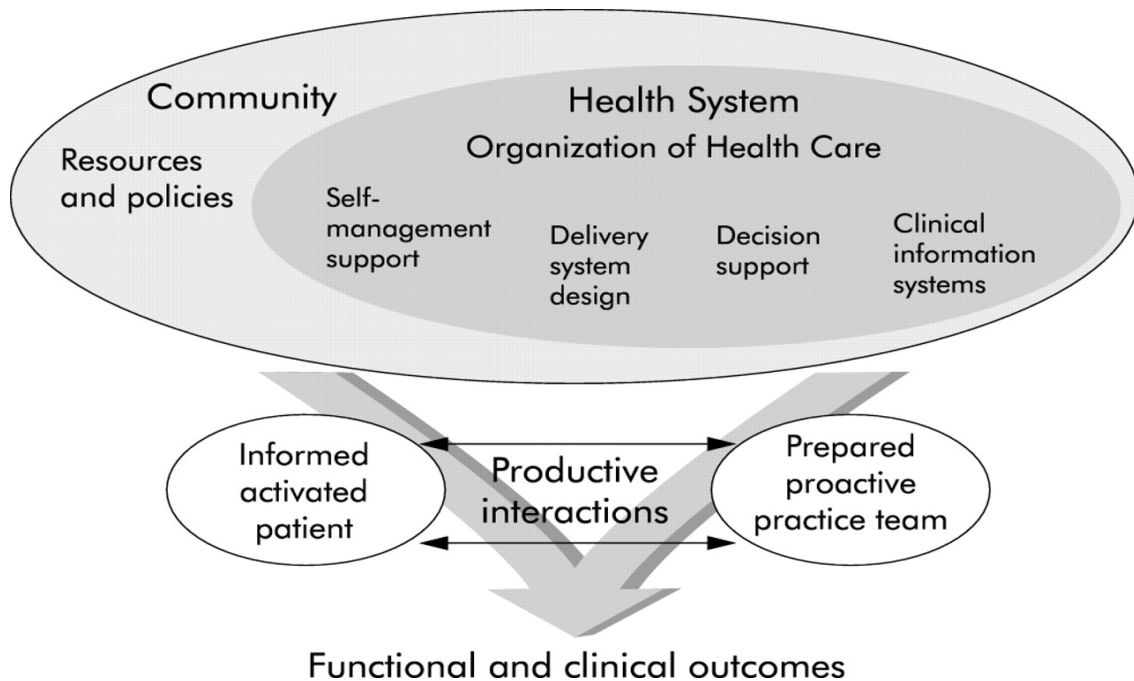 Community
Health System
Organization of Health Care
Resources
and policies
Self-
management
support
Delivery
system
design
Decision
support
Clinical
information
systems
Informed
activated
patient
Productive
interactions
Prepared
proactive
practice team
Functional and clinical outcomes